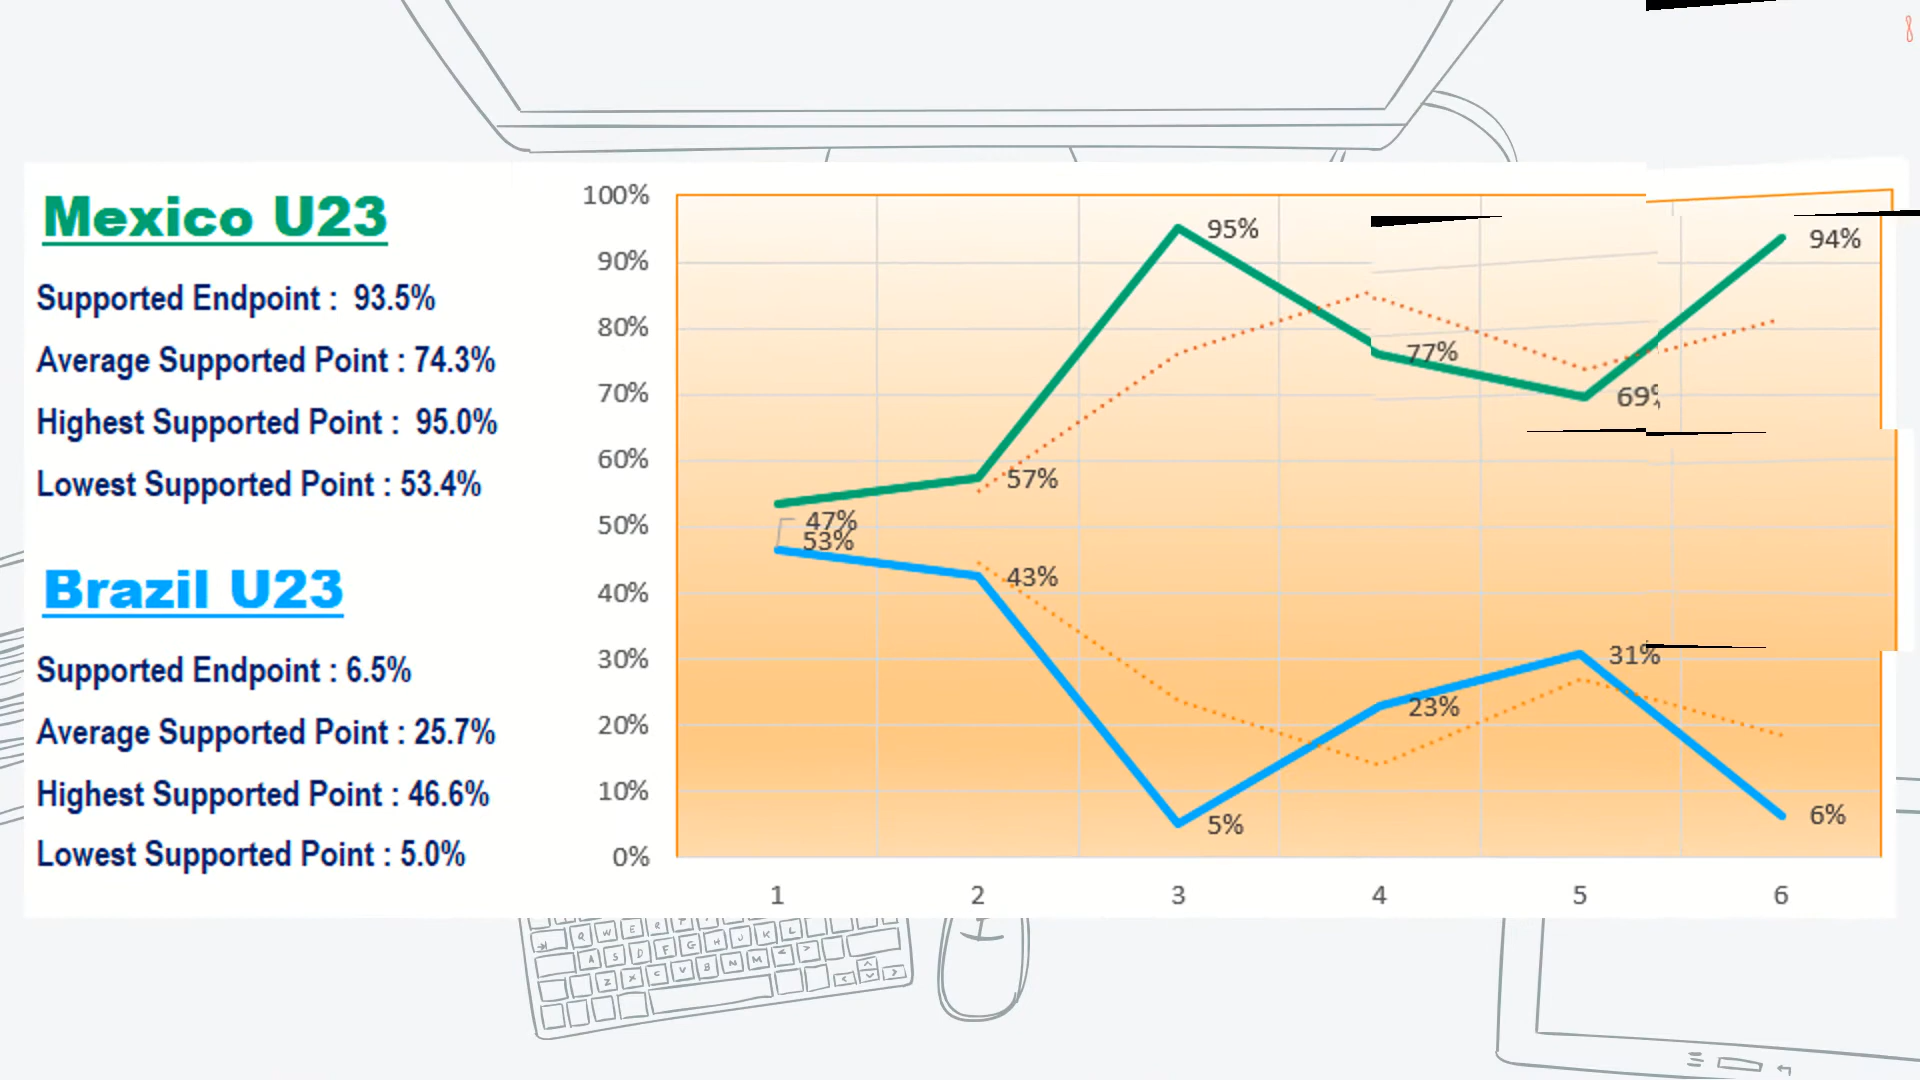 Mexico U23
Supported Endpoint : 93.5%
Average Supported Point : 74.3%
Highest Supported Point : 95.0%
Lowest Supported Point : 53.4%
Brazil U23
Supported Endpoint : 6.5%
Average Supported Point : 25.7%
Highest Supported Point : 46.6%
Lowest Supported Point : 5.0%
100%
90%
80%
70%
60%
50%
40%
30%
20%
10%
0%
95%
94%
77%
69%
57%
47%
53%
43%
31%
23%
5%
6%
1 2 3 4 5 6